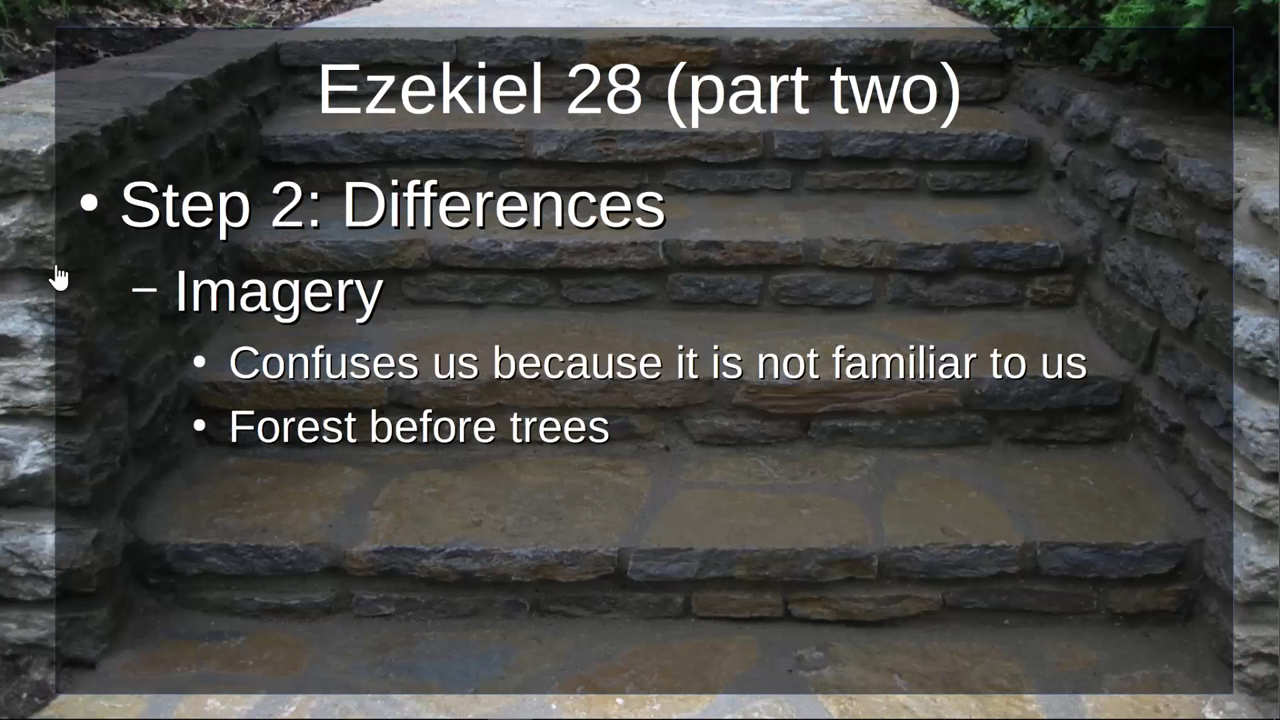 Ezekiel 28 (part two)
• Step 2: Differences
– Imagery
• Confuses us because it is not familiar to us
• Forest before trees